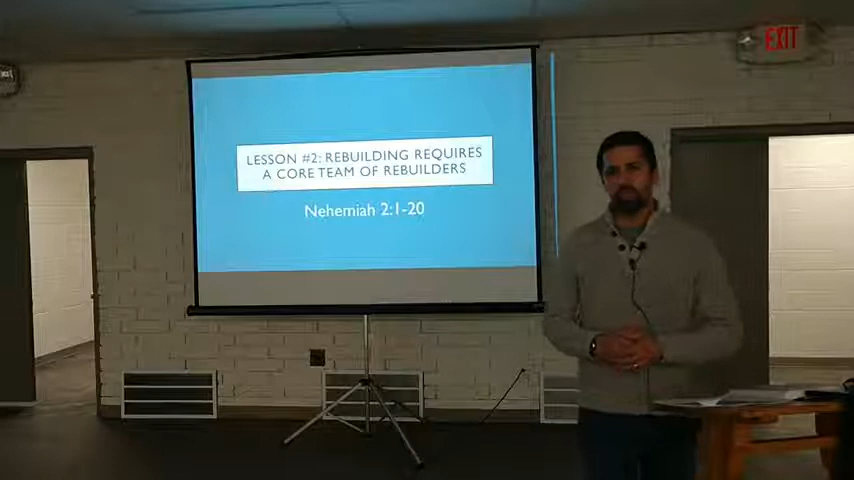 LESSON #2: REBUILDING REQUIRES
A CORE TEAM OF REBUILDERS
Nehemiah 2:1-20
EXIT